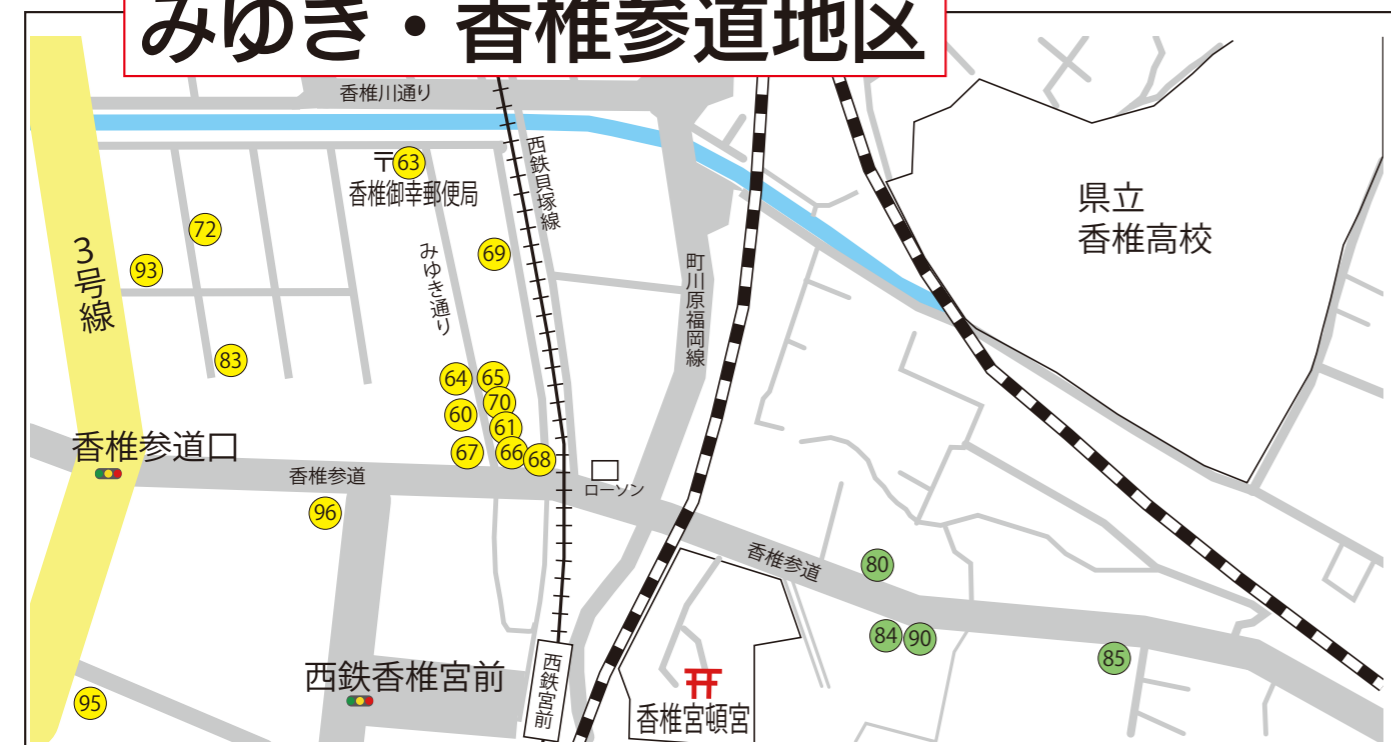 みゆき・香椎参道地区
香椎川通り
〒
63
香椎御幸郵便局
西鉄貝塚線
県立
香椎高校
72
69
みゆき通り
93
3号線
町川原福岡線
83
64
65
70
60
61
67
66
68
香椎参道口
香椎参道
ローソン
96
香椎参道
80
84
90
85
西鉄香椎宮前
西鉄宮前
香椎宮頓宮
95